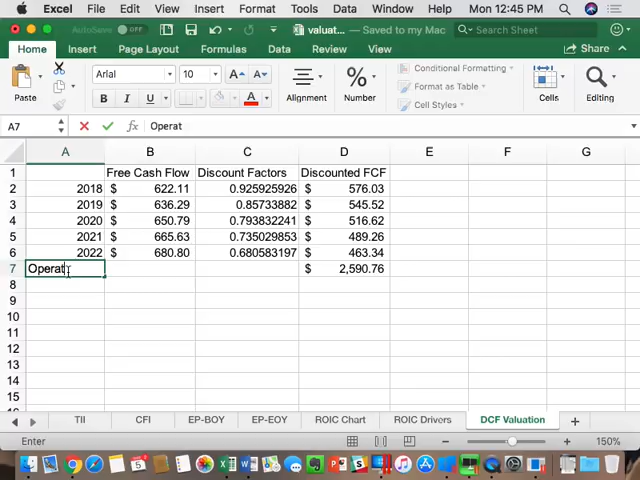 Excel File Edit View Insert Format Tools Data Window Help Mon 12:45 PM
AutoSave OFF valuat... — Saved to my Mac Search Sheet
Home Insert Page Layout Formulas Data Review View Share
Arial 10 A A Conditional Formatting
Format as Table
Cell Styles
Paste B I U A Alignment Number Cells Editing
A7 fx Operat
A B C D E F G
1 Free Cash Flow Discount Factors Discounted FCF
2 2018 $ 622.11 0.925925926 $ 576.03
3 2019 $ 636.29 0.85733882 $ 545.52
4 2020 $ 650.79 0.793832241 $ 516.62
5 2021 $ 665.63 0.735029853 $ 489.26
6 2022 $ 680.80 0.680583197 $ 463.34
7 Operat $ 2,590.76
8
9
10
11
12
13
14
15
TII CFI EP-BOY EP-EOY ROIC Chart ROIC Drivers DCF Valuation
Enter 150%